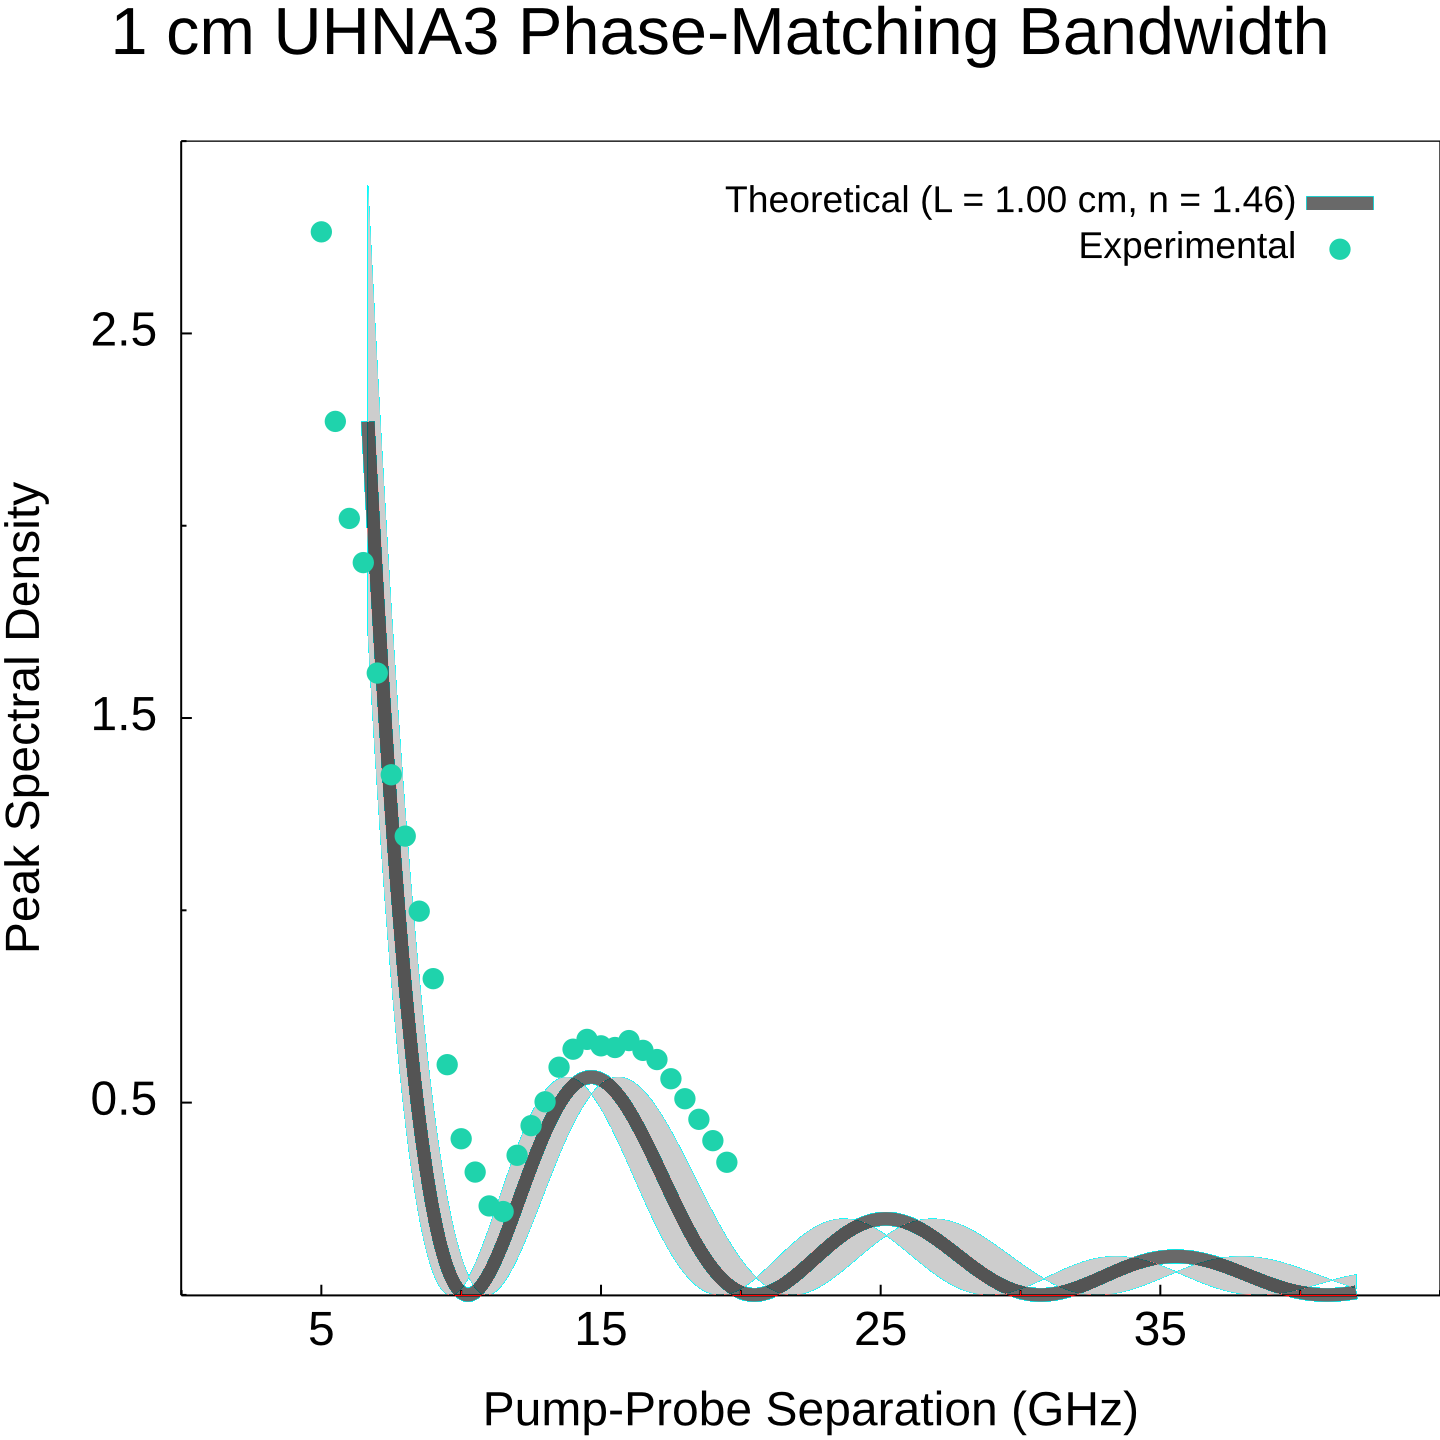 1 cm UHNA3 Phase-Matching Bandwidth
Theoretical (L = 1.00 cm, n = 1.46)
Experimental
2.5
1.5
0.5
Peak Spectral Density
5 15 25 35
Pump-Probe Separation (GHz)